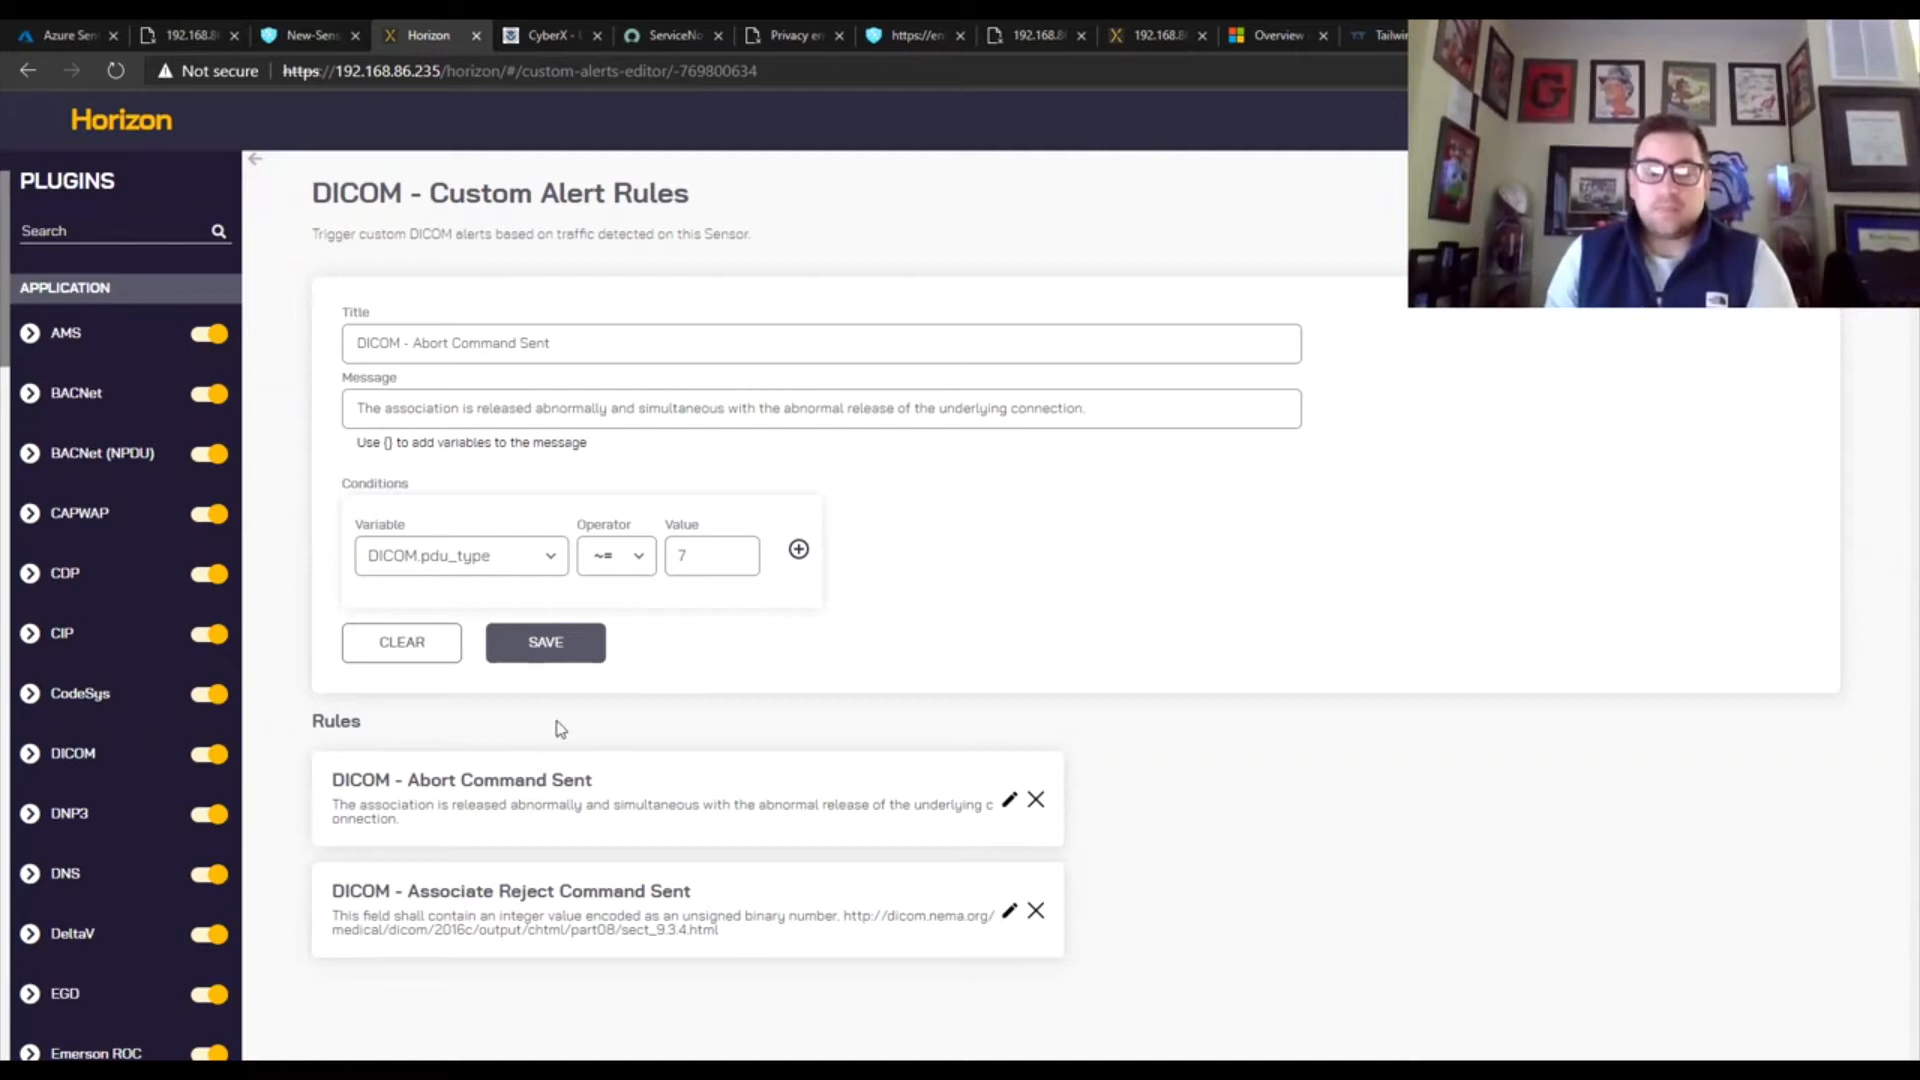 Azure Sen
192.168.8
New-Sens
Horizon
CyberX -
ServiceNo
Privacy er
https://en
192.168.8
192.168.8
Overview
Tailwin
Not secure
https://192.168.86.235/horizon/#/custom-alerts-editor/-769800634
Horizon
PLUGINS
Search
APPLICATION
AMS
BACNet
BACNet (NPDU)
CAPWAP
CDP
CIP
CodeSys
DICOM
DNP3
DNS
DeltaV
EGD
Emerson ROC
DICOM - Custom Alert Rules
Trigger custom DICOM alerts based on traffic detected on this Sensor.
Title
DICOM - Abort Command Sent
Message
The association is released abnormally and simultaneous with the abnormal release of the underlying connection.
Use {} to add variables to the message
Conditions
Variable Operator Value
DICOM.pdu_type ~= 7
CLEAR SAVE
Rules
DICOM - Abort Command Sent
The association is released abnormally and simultaneous with the abnormal release of the underlying c
onnection.
DICOM - Associate Reject Command Sent
This field shall contain an integer value encoded as an unsigned binary number. http://dicom.nema.org/
medical/dicom/2016c/output/chtml/part08/sect_9.3.4.html